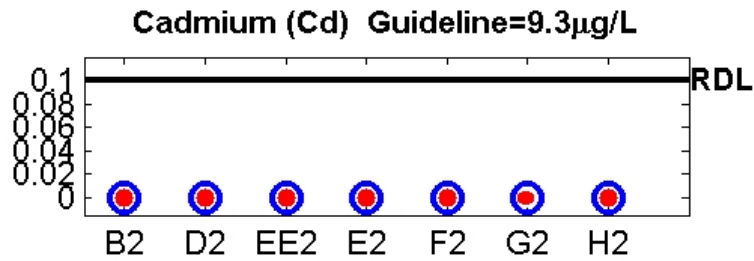 Cadmium (Cd) Guideline=9.3µg/L
0.1 RDL
0.08
0.06
0.04
0.02
0
B2 D2 EE2 E2 F2 G2 H2